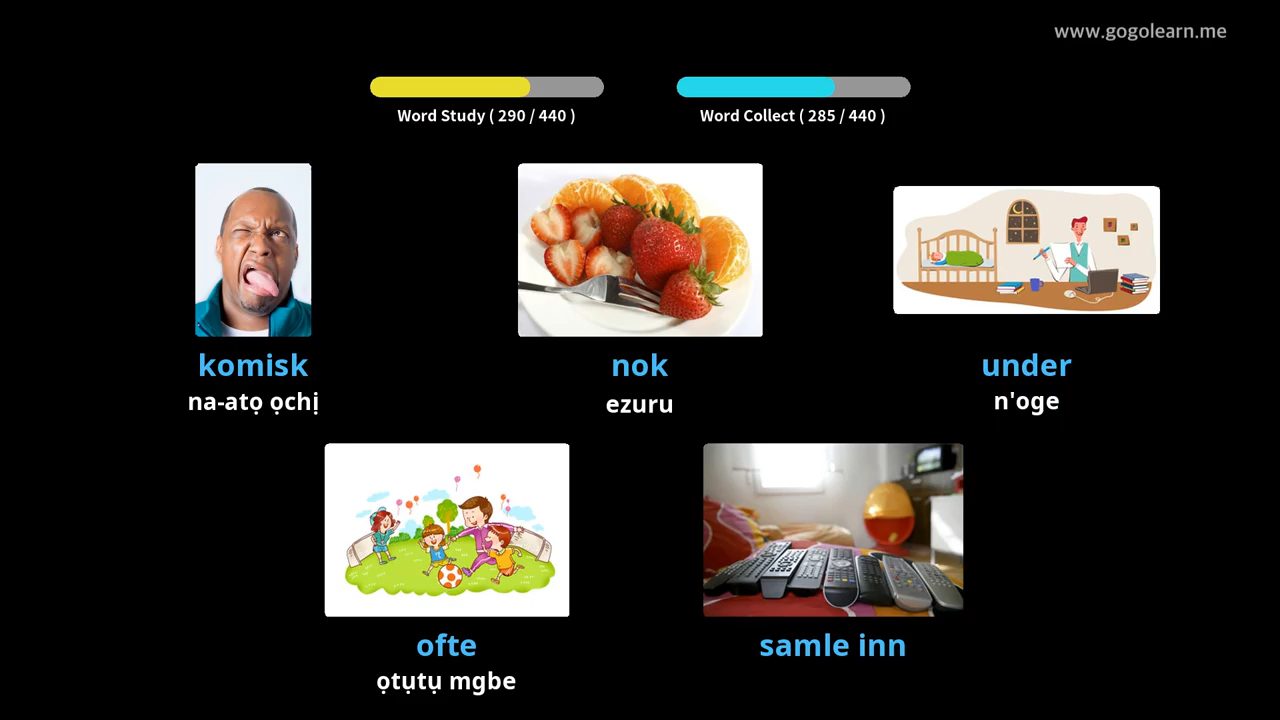 www.gogolearn.me
Word Study ( 290 / 440 )
Word Collect ( 285 / 440 )
komisk
na-atọ ọchị
nok
ezuru
under
n'oge
ofte
ọtụtụ mgbe
samle inn